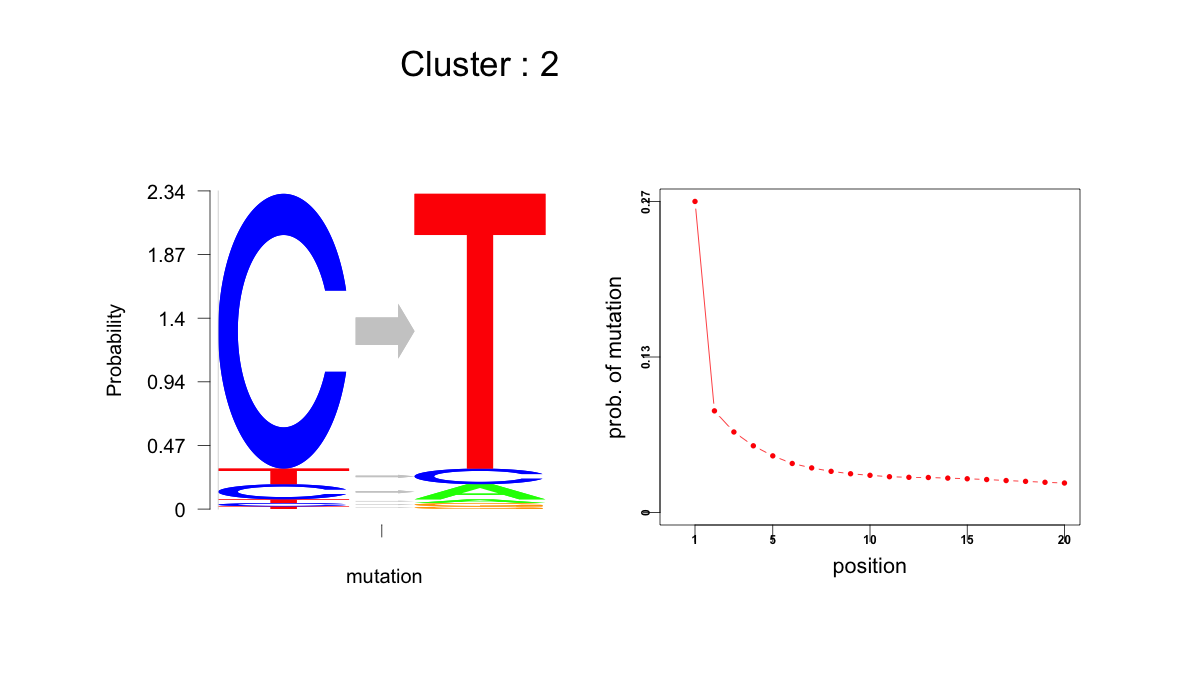 Cluster : 2
Probability
2.34
1.87
1.4
0.94
0.47
0
C T
T C
C A
mutation
prob. of mutation
0.27
0.13
0
1 5 10 15 20
position